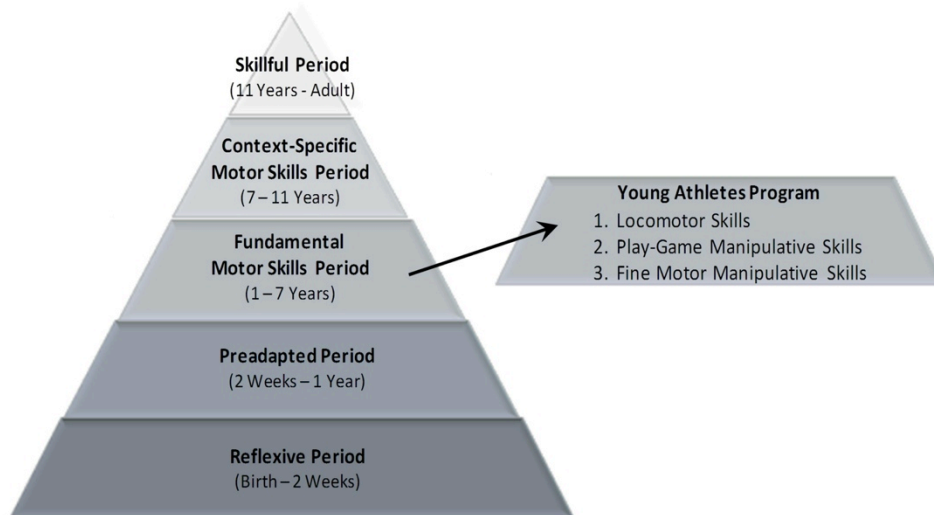 Skillful Period
(11 Years - Adult)
Context-Specific
Motor Skills Period
(7 – 11 Years)
Fundamental
Motor Skills Period
(1 – 7 Years)
Preadapted Period
(2 Weeks – 1 Year)
Reflexive Period
(Birth – 2 Weeks)
Young Athletes Program
1. Locomotor Skills
2. Play-Game Manipulative Skills
3. Fine Motor Manipulative Skills